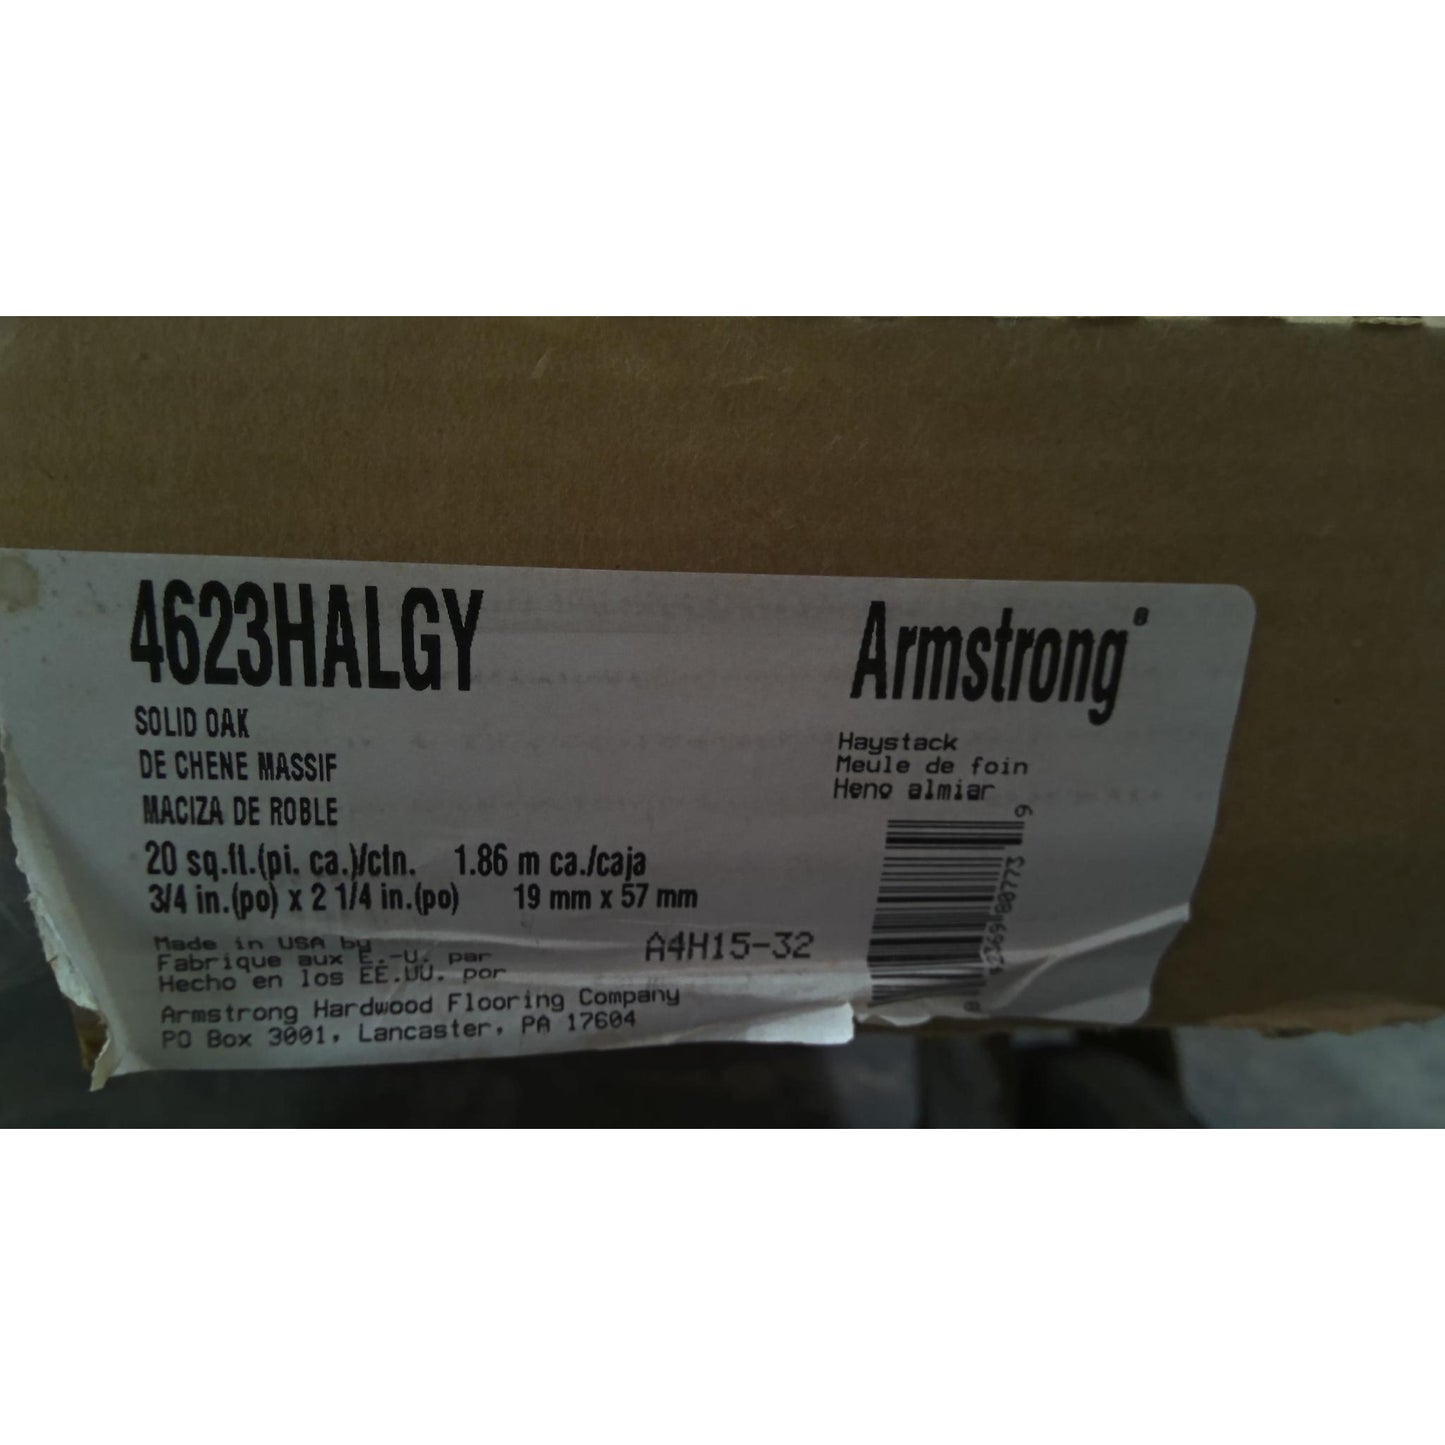 4623HALGY
SOLID OAK
DE CHENE MASSIF
MACIZA DE ROBLE
20 sq.ft.(pi. ca.)/ctn. 1.86 m ca./caja
3/4 in.(po) x 2 1/4 in.(po) 19 mm x 57 mm
Made in USA by
Fabrique aux E.-U. par
Hecho en los EE.UU. por
A4H15-32
Armstrong Hardwood Flooring Company
PO Box 3001, Lancaster, PA 17604
Armstrong®
Haystack
Meule de foin
Heno almiar
80773 9